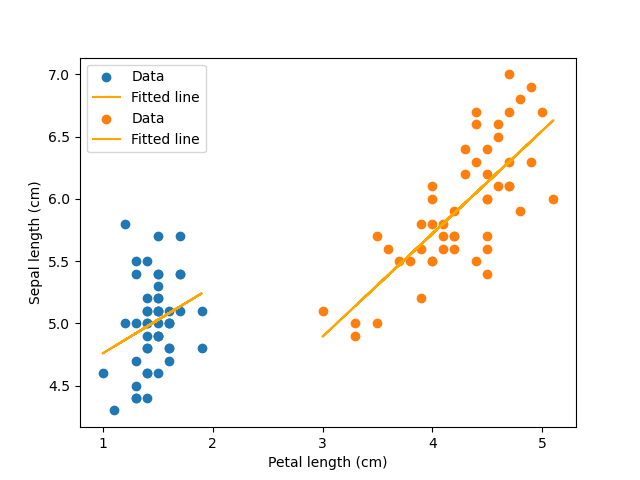 Data
Fitted line
Data
Fitted line
7.0
6.5
6.0
5.5
5.0
4.5
Sepal length (cm)
1 2 3 4 5
Petal length (cm)